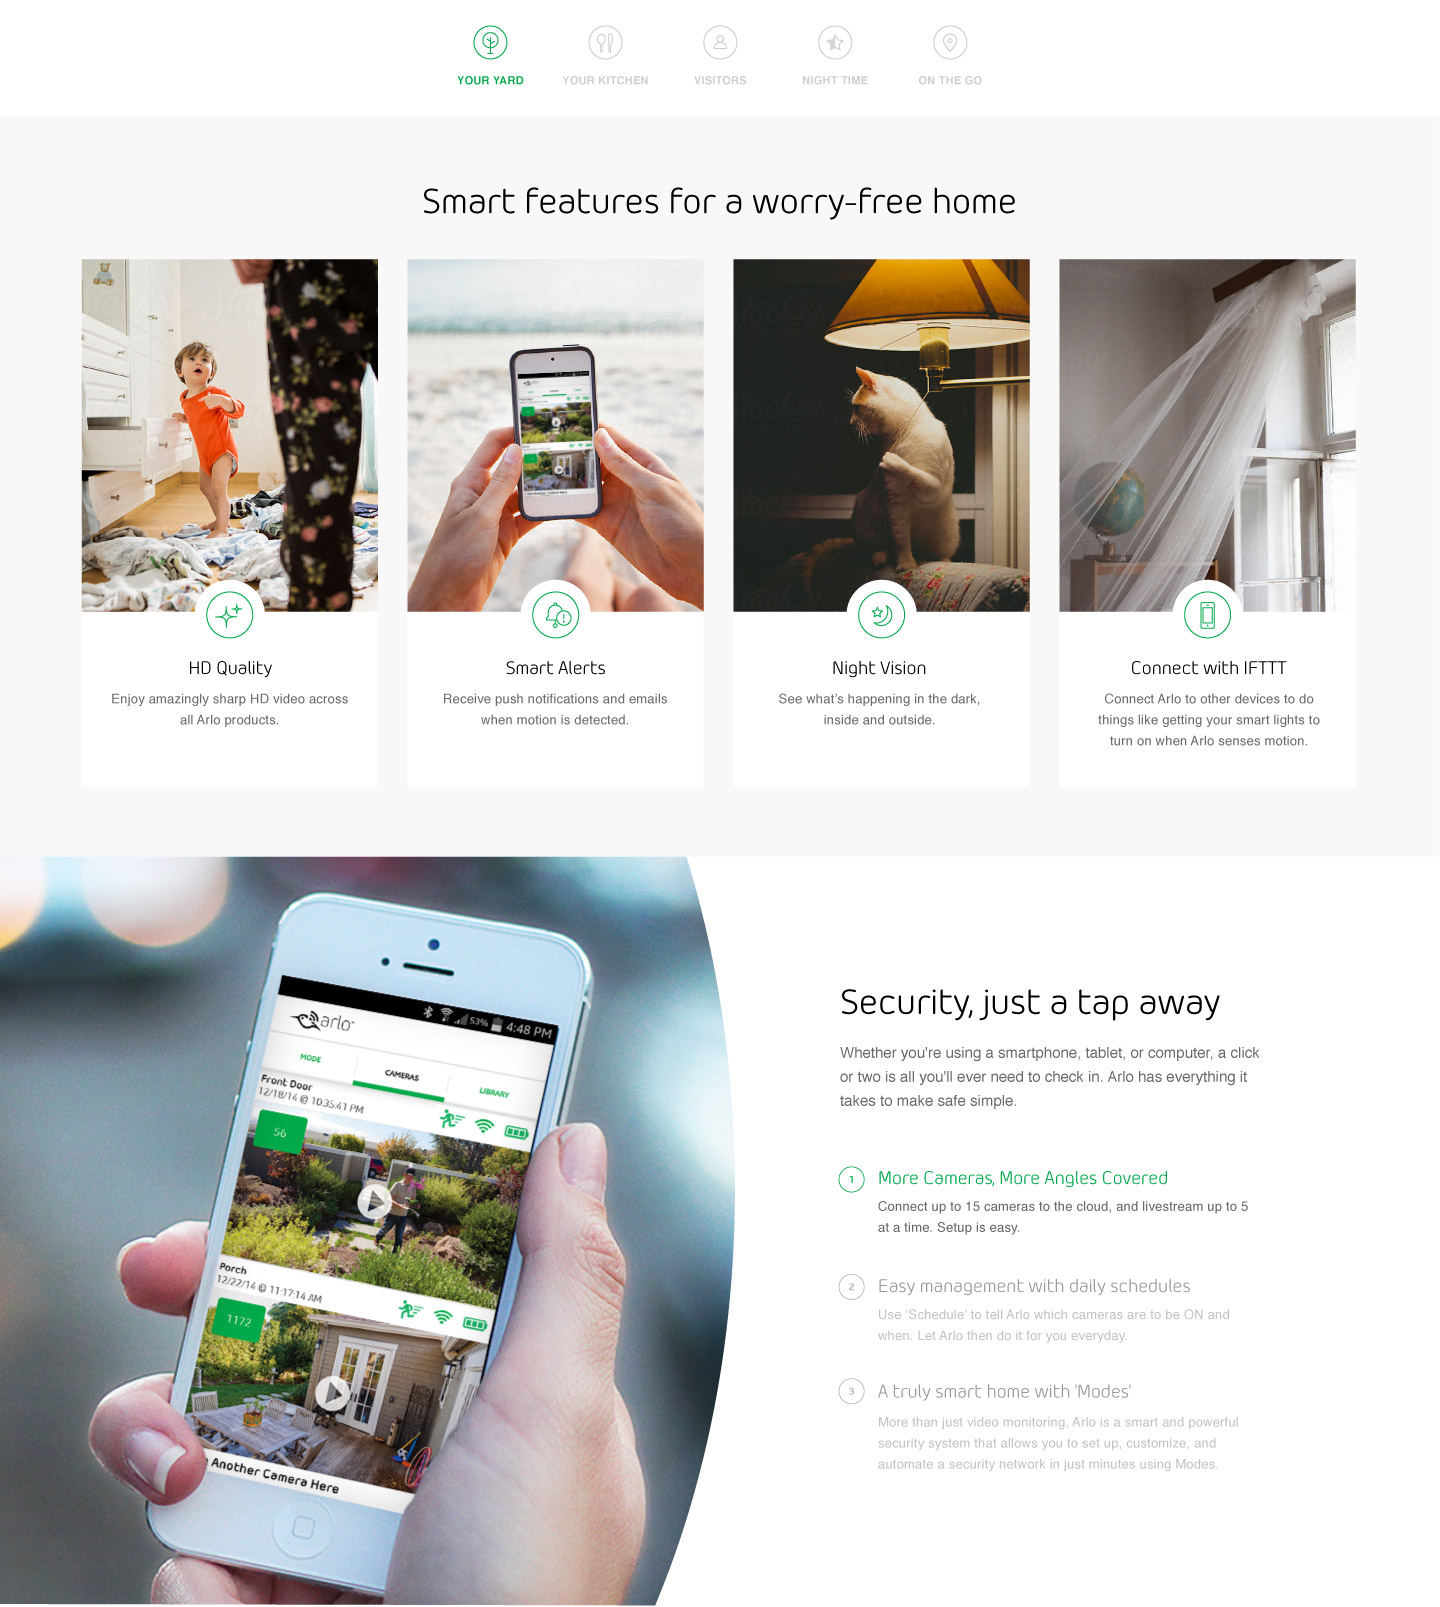 YOUR YARD
YOUR KITCHEN
VISITORS
NIGHT TIME
ON THE GO
Smart features for a worry-free home
HD Quality
Enjoy amazingly sharp HD video across
all Arlo products.
Smart Alerts
Receive push notifications and emails
when motion is detected.
Night Vision
See what's happening in the dark,
inside and outside.
Connect with IFTTT
Connect Arlo to other devices to do
things like getting your smart lights to
turn on when Arlo senses motion.
53% 4:48 PM
arlo
MODE
CAMERAS
LIBRARY
Front Door
12/18/14 @ 10:35:41 PM
56
Porch
12/22/14 @ 11:17:14 AM
1172
Another Camera Here
Security, just a tap away
Whether you're using a smartphone, tablet, or computer, a click
or two is all you'll ever need to check in. Arlo has everything it
takes to make safe simple.
1
More Cameras, More Angles Covered
Connect up to 15 cameras to the cloud, and livestream up to 5
at a time. Setup is easy.
2
Easy management with daily schedules
Use ‘Schedule’ to tell Arlo which cameras are to be ON and
when. Let Arlo then do it for you everyday.
3
A truly smart home with 'Modes'
More than just video monitoring, Arlo is a smart and powerful
security system that allows you to set up, customize, and
automate a security network in just minutes using Modes.